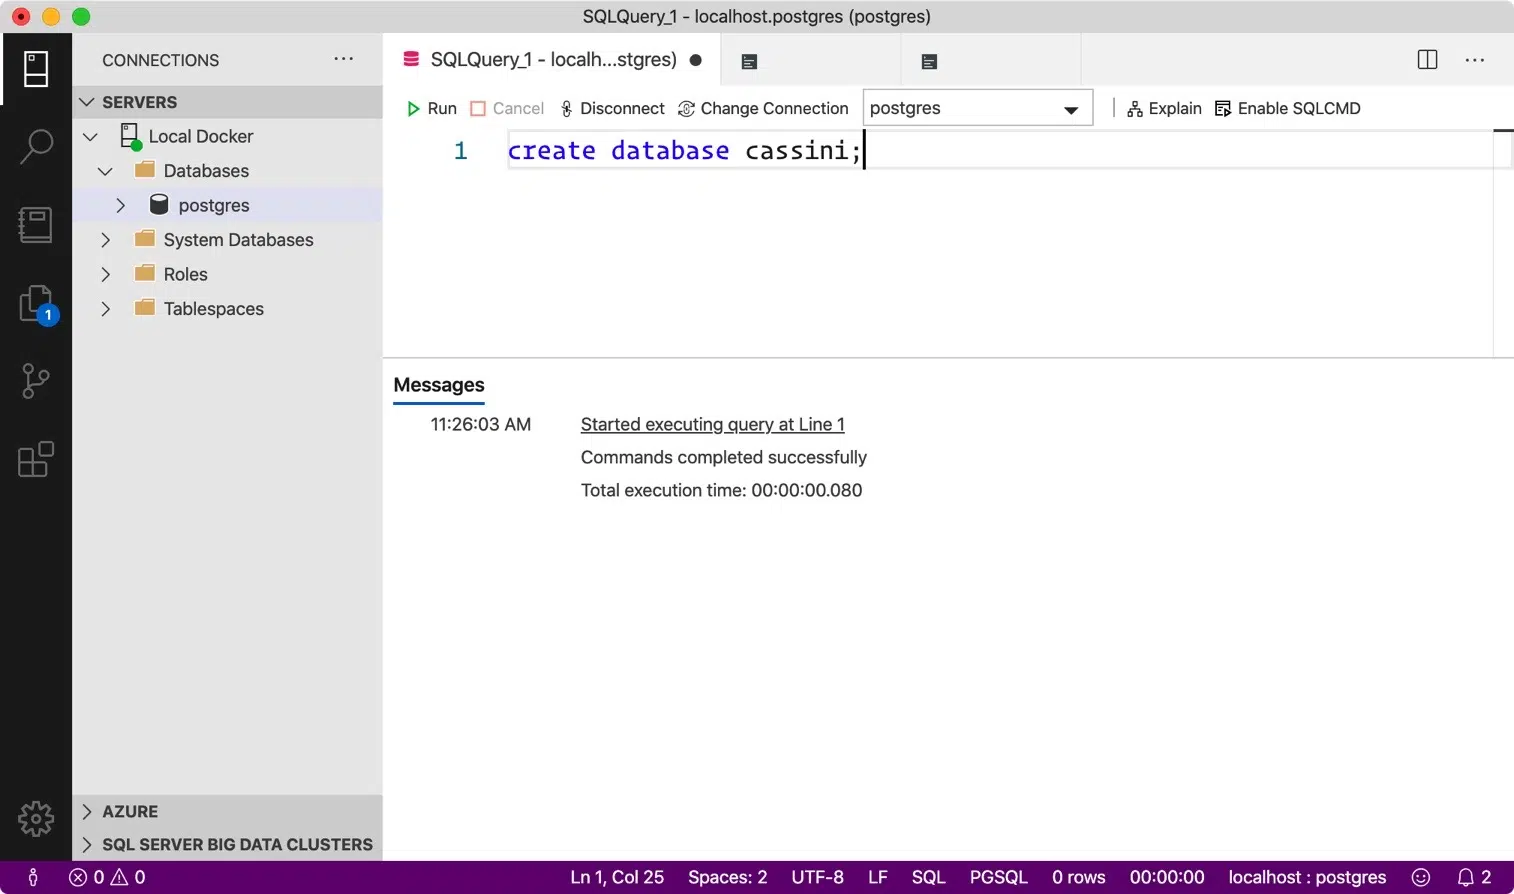 SQLQuery_1 - localhost.postgres (postgres)
CONNECTIONS
SERVERS
Local Docker
Databases
postgres
System Databases
Roles
Tablespaces
AZURE
SQL SERVER BIG DATA CLUSTERS
1
SQLQuery_1 - localh...stgres)
Run Cancel Disconnect Change Connection postgres Explain Enable SQLCMD
1 create database cassini;
Messages
11:26:03 AM Started executing query at Line 1
Commands completed successfully
Total execution time: 00:00:00.080
0 0 Ln 1, Col 25 Spaces: 2 UTF-8 LF SQL PGSQL 0 rows 00:00:00 localhost : postgres 2